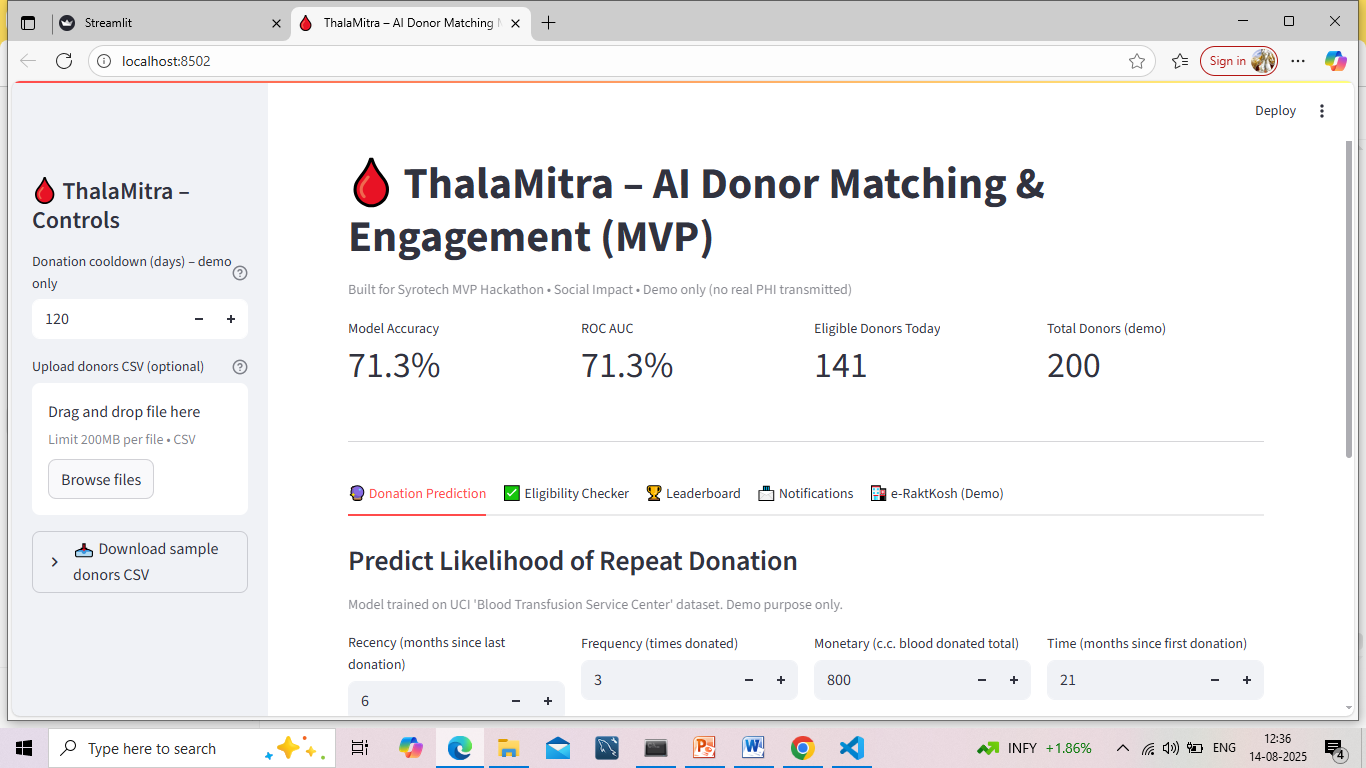 Streamlit
ThalaMitra – AI Donor Matching
localhost:8502
Sign in
Deploy
ThalaMitra –
Controls
Donation cooldown (days) – demo
only
120
Upload donors CSV (optional)
Drag and drop file here
Limit 200MB per file • CSV
Browse files
Download sample
donors CSV
ThalaMitra – AI Donor Matching &
Engagement (MVP)
Built for Syrotech MVP Hackathon • Social Impact • Demo only (no real PHI transmitted)
Model Accuracy
71.3%
ROC AUC
71.3%
Eligible Donors Today
141
Total Donors (demo)
200
Donation Prediction
Eligibility Checker
Leaderboard
Notifications
e-RaktKosh (Demo)
Predict Likelihood of Repeat Donation
Model trained on UCI 'Blood Transfusion Service Center' dataset. Demo purpose only.
Recency (months since last
donation)
6
Frequency (times donated)
3
Monetary (c.c. blood donated total)
800
Time (months since first donation)
21
Type here to search
INFY +1.86%
ENG
12:36
14-08-2025
4